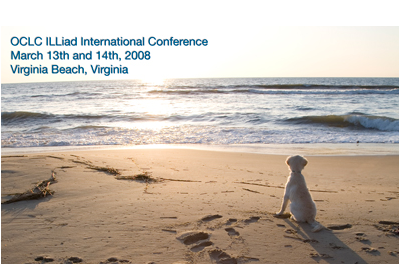 OCLC ILLiad International Conference
March 13th and 14th, 2008
Virginia Beach, Virginia